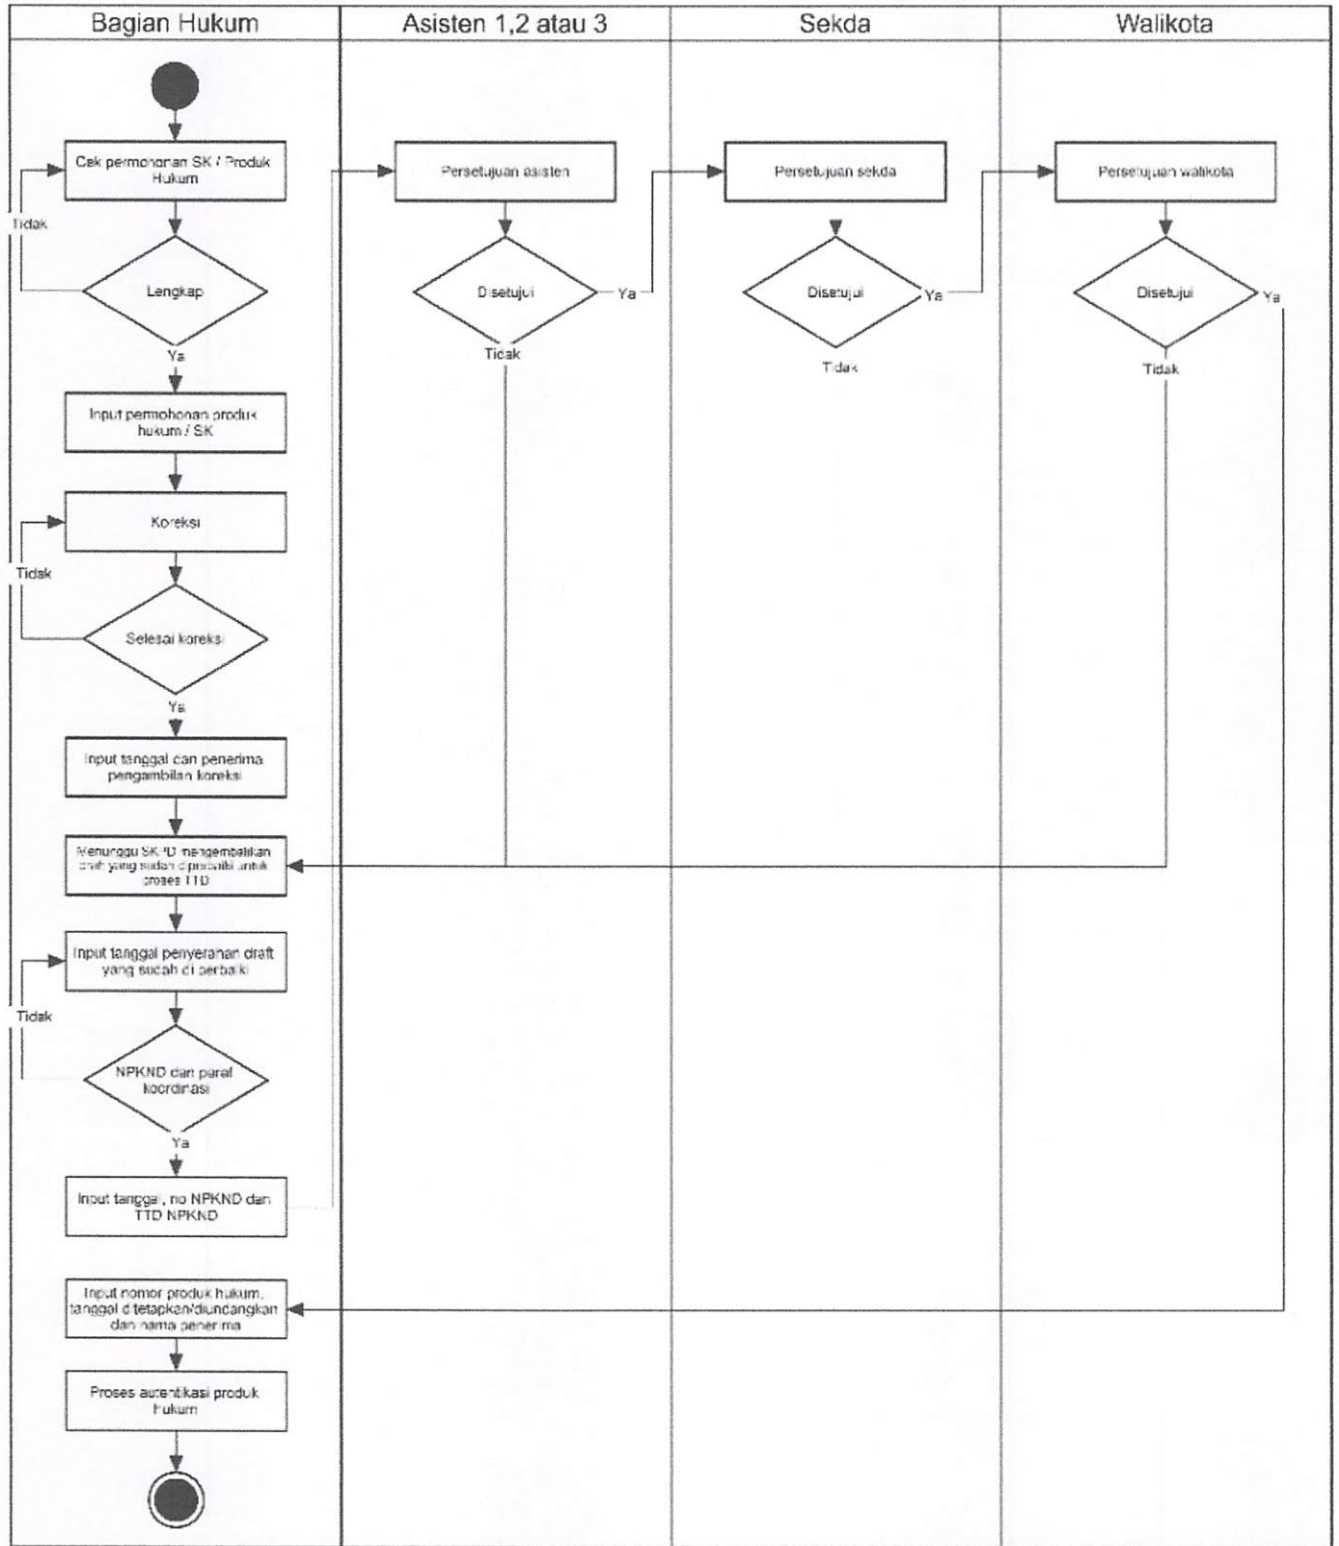 Bagian Hukum
Asisten 1,2 atau 3
Sekda
Walikota
Cek permohonan SK / Produk
Hukum
Tidak
Lengkap
Ya
Input permohonan produk
hukum / SK
Koreksi
Tidak
Selesai koreksi
Ya
Input tanggal dan penerima
pengambilan koreksi
Menunggu SKPD mengembalikan
draft yang sudah diperbaiki untuk
proses TTD
Input tanggal penyerahan draft
yang sudah di perbaiki
Tidak
NPKND dan paraf
koordinasi
Ya
Input tanggal, no NPKND dan
TTD NPKND
Input nomor produk hukum,
tanggal ditetapkan/diundangkan
dan nama penerima
Proses autentikasi produk
hukum
Persetujuan asisten
Disetujui
Ya
Tidak
Persetujuan sekda
Disetujui
Ya
Tidak
Persetujuan walikota
Disetujui
Ya
Tidak